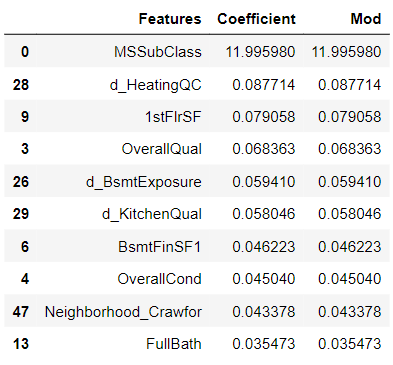 Features Coefficient Mod
0 MSSubClass 11.995980 11.995980
28 d_HeatingQC 0.087714 0.087714
9 1stFlrSF 0.079058 0.079058
3 OverallQual 0.068363 0.068363
26 d_BsmtExposure 0.059410 0.059410
29 d_KitchenQual 0.058046 0.058046
6 BsmtFinSF1 0.046223 0.046223
4 OverallCond 0.045040 0.045040
47 Neighborhood_Crawfor 0.043378 0.043378
13 FullBath 0.035473 0.035473